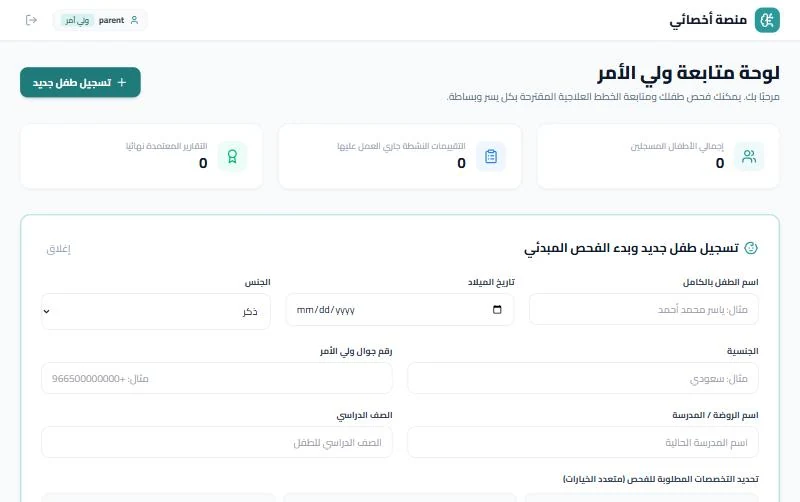 منصة أخصائي
parent ولي أمر
لوحة متابعة ولي الأمر
مرحبًا بك. يمكنك فحص طفلك ومتابعة الخطط العلاجية المقترحة بكل يسر وبساطة.
تسجيل طفل جديد +
إجمالي الأطفال المسجلين
0
التقييمات النشطة جاري العمل عليها
0
التقارير المعتمدة نهائيا
0
تسجيل طفل جديد وبدء الفحص المبدئي
إغلاق
اسم الطفل بالكامل
مثال: ياسر محمد أحمد
تاريخ الميلاد
mm/dd/yyyy
الجنس
ذكر
الجنسية
مثال: سعودي
رقم جوال ولي الأمر
مثال: +966500000000
اسم الروضة / المدرسة
اسم المدرسة الحالية
الصف الدراسي
الصف الدراسي للطفل
تحديد التخصصات المطلوبة للفحص (متعدد الخيارات)